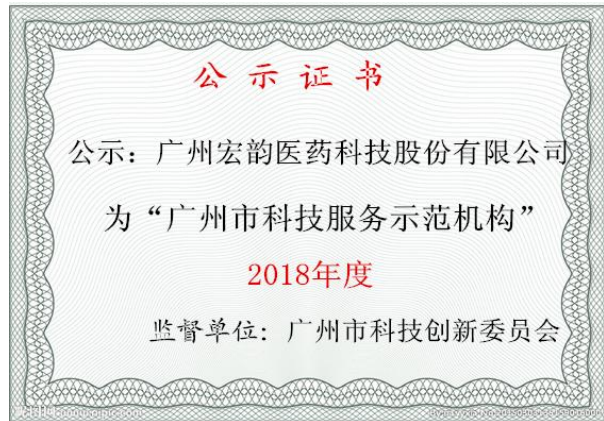 公示证书
公示：广州宏韵医药科技股份有限公司
为“广州市科技服务示范机构”
2018年度
监督单位：广州市科技创新委员会